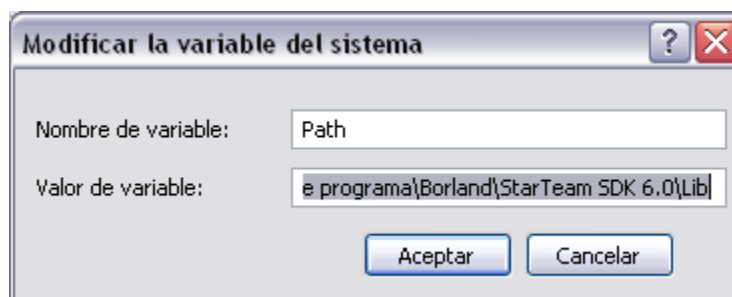 Modificar la variable del sistema
Nombre de variable: Path
Valor de variable: e programa\Borland\StarTeam SDK 6.0\Lib
Aceptar Cancelar